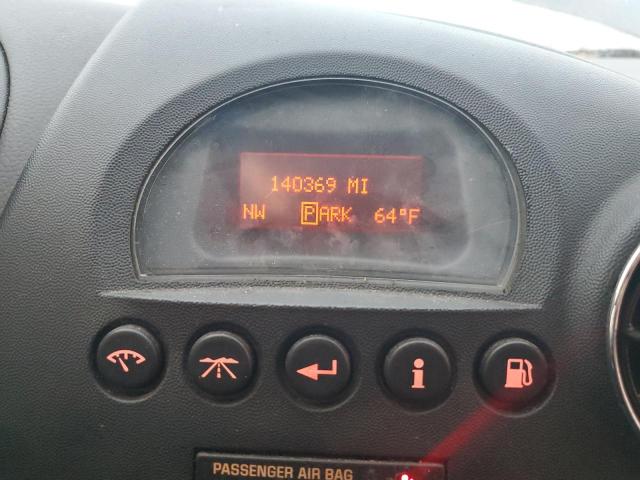 140369 MI
NW PARK 64°F
i
PASSENGER AIR BAG